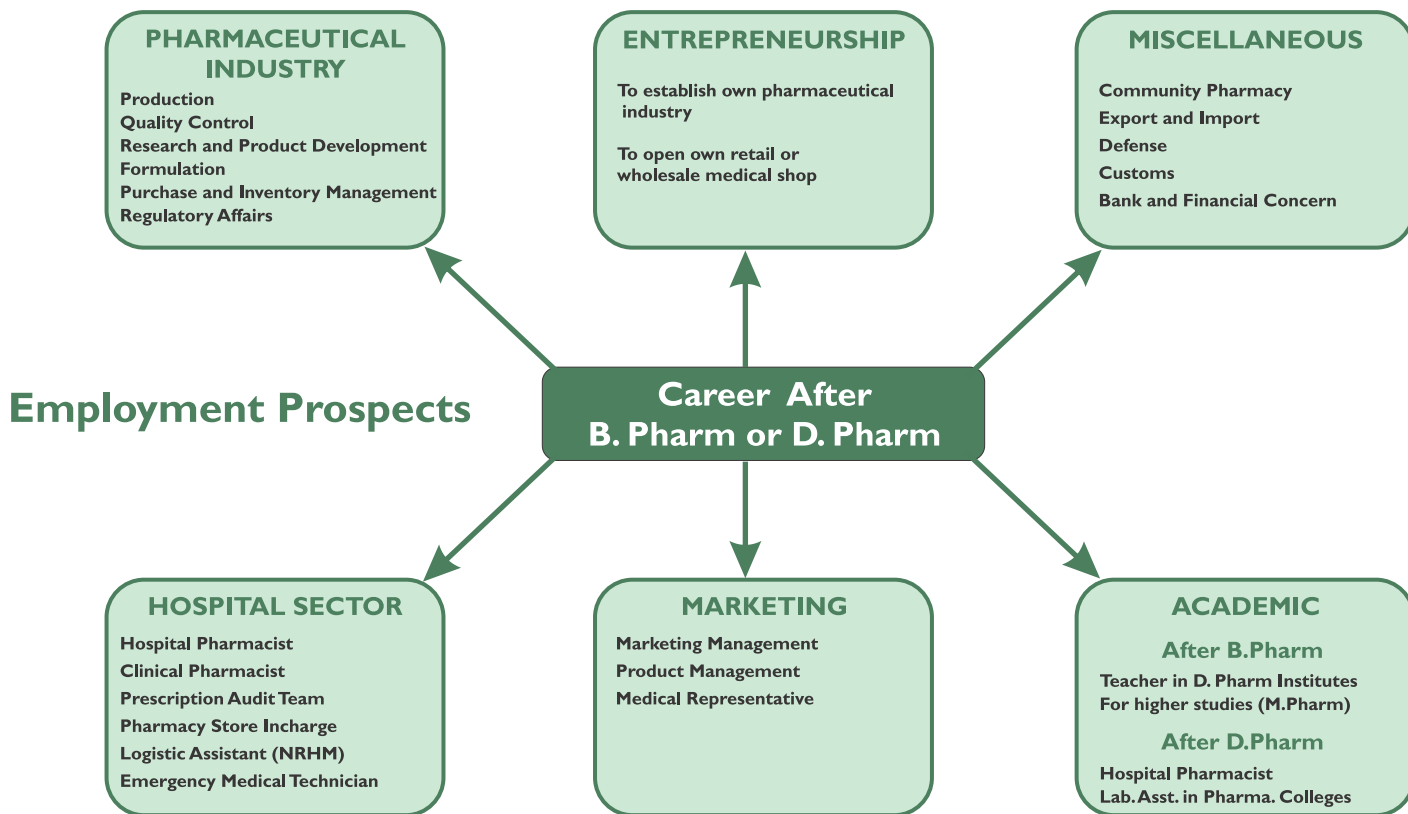 PHARMACEUTICAL
INDUSTRY
Production
Quality Control
Research and Product Development
Formulation
Purchase and Inventory Management
Regulatory Affairs
ENTREPRENEURSHIP
To establish own pharmaceutical
industry
To open own retail or
wholesale medical shop
MISCELLANEOUS
Community Pharmacy
Export and Import
Defense
Customs
Bank and Financial Concern
Employment Prospects
Career After
B. Pharm or D. Pharm
HOSPITAL SECTOR
Hospital Pharmacist
Clinical Pharmacist
Prescription Audit Team
Pharmacy Store Incharge
Logistic Assistant (NRHM)
Emergency Medical Technician
MARKETING
Marketing Management
Product Management
Medical Representative
ACADEMIC
After B.Pharm
Teacher in D. Pharm Institutes
For higher studies (M.Pharm)
After D.Pharm
Hospital Pharmacist
Lab. Asst. in Pharma. Colleges